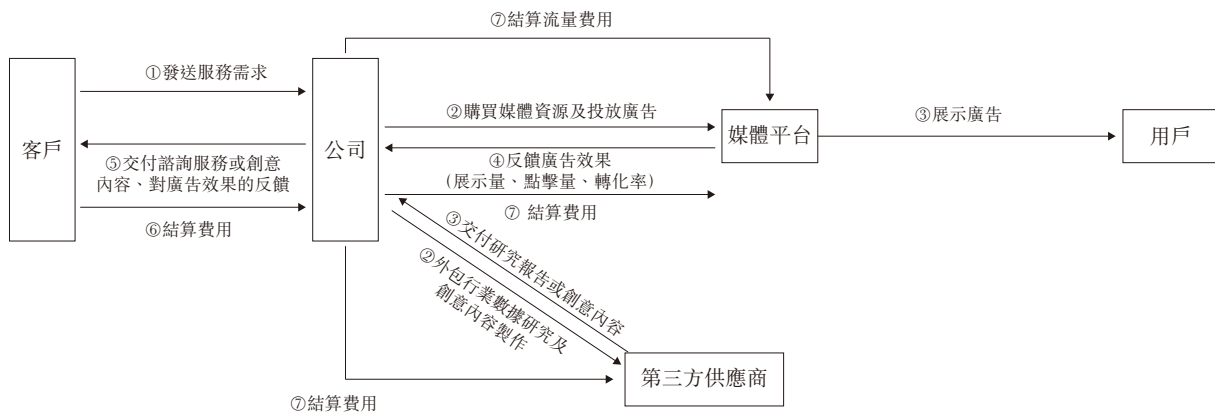 ⑦結算流量費用
①發送服務需求
②購買媒體資源及投放廣告
③展示廣告
客戶
公司
媒體平台
用戶
④反饋廣告效果
(展示量、點擊量、轉化率)
⑤交付諮詢服務或創意
內容、對廣告效果的反饋
⑦ 結算費用
⑥結算費用
③交付研究報告或創意內容
②外包行業數據研究及
創意內容製作
第三方供應商
⑦結算費用